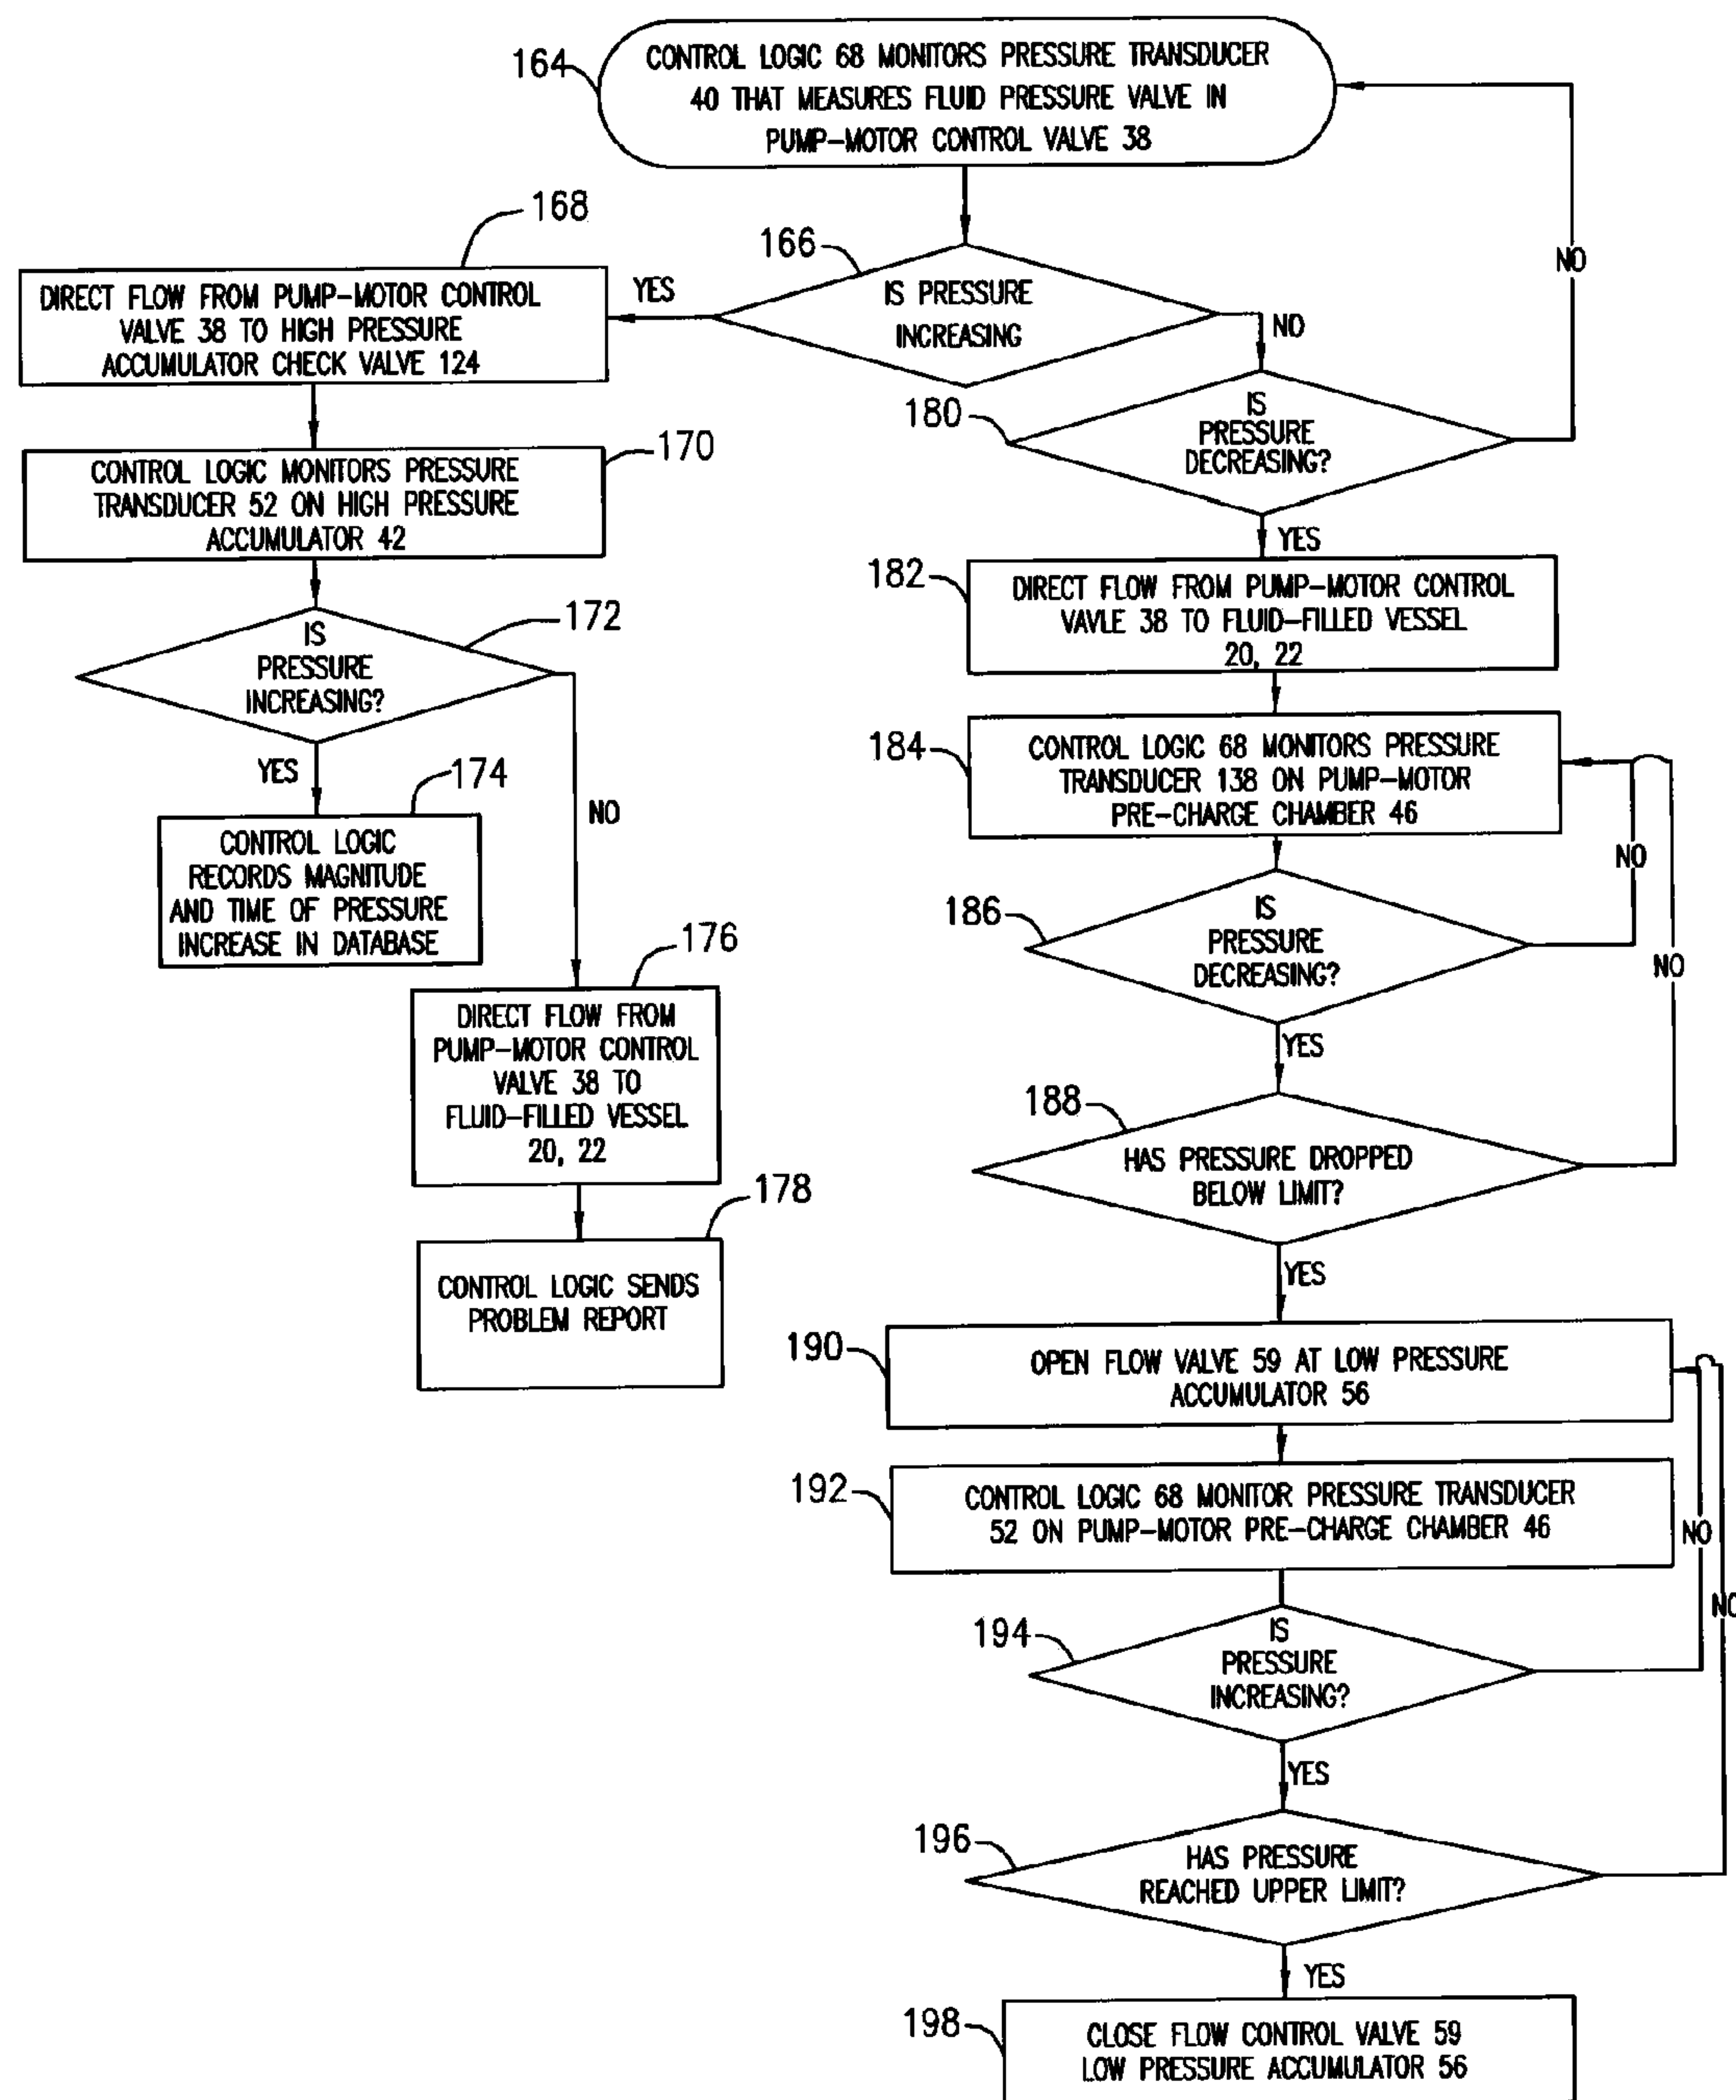 164
CONTROL LOGIC 68 MONITORS PRESSURE TRANSDUCER
40 THAT MEASURES FLUID PRESSURE VALVE IN
PUMP-MOTOR CONTROL VALVE 38
166
IS PRESSURE
INCREASING
YES
NO
168
DIRECT FLOW FROM PUMP-MOTOR CONTROL
VALVE 38 TO HIGH PRESSURE
ACCUMULATOR CHECK VALVE 124
170
CONTROL LOGIC MONITORS PRESSURE
TRANSDUCER 52 ON HIGH PRESSURE
ACCUMULATOR 42
172
IS
PRESSURE
INCREASING?
YES
NO
174
CONTROL LOGIC
RECORDS MAGNITUDE
AND TIME OF PRESSURE
INCREASE IN DATABASE
176
DIRECT FLOW FROM
PUMP-MOTOR CONTROL
VALVE 38 TO
FLUID-FILLED VESSEL
20, 22
178
CONTROL LOGIC SENDS
PROBLEM REPORT
180
IS
PRESSURE
DECREASING?
NO
YES
182
DIRECT FLOW FROM PUMP-MOTOR CONTROL
VAVLE 38 TO FLUID-FILLED VESSEL
20, 22
184
CONTROL LOGIC 68 MONITORS PRESSURE
TRANSDUCER 138 ON PUMP-MOTOR
PRE-CHARGE CHAMBER 46
186
IS
PRESSURE
DECREASING?
NO
YES
188
HAS PRESSURE DROPPED
BELOW LIMIT?
NO
YES
190
OPEN FLOW VALVE 59 AT LOW PRESSURE
ACCUMULATOR 56
192
CONTROL LOGIC 68 MONITOR PRESSURE TRANSDUCER
52 ON PUMP-MOTOR PRE-CHARGE CHAMBER 46
194
IS
PRESSURE
INCREASING?
NO
YES
196
HAS PRESSURE
REACHED UPPER LIMIT?
NO
YES
198
CLOSE FLOW CONTROL VALVE 59
LOW PRESSURE ACCUMULATOR 56